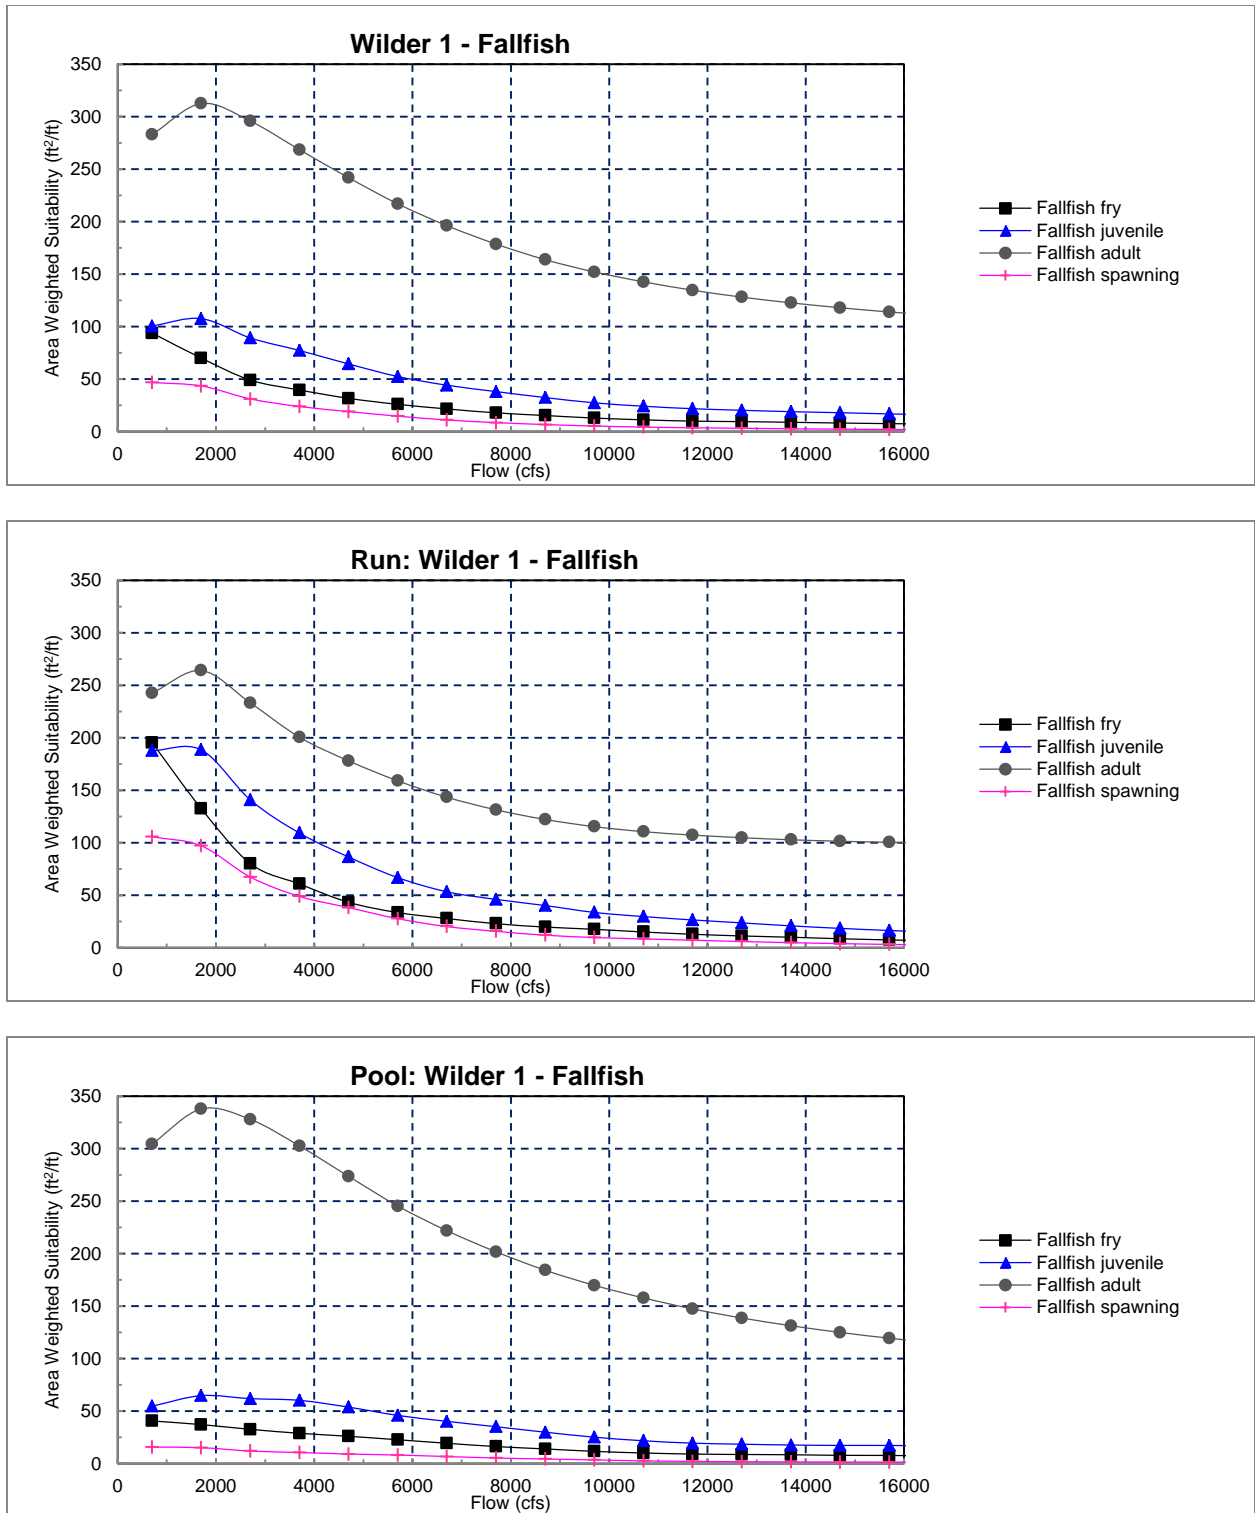 Wilder 1 - Fallfish
Area Weighted Suitability (ft²/ft)
350
300
250
200
150
100
50
0
0 2000 4000 6000 8000 10000 12000 14000 16000
Flow (cfs)
Fallfish fry
Fallfish juvenile
Fallfish adult
Fallfish spawning
Run: Wilder 1 - Fallfish
Area Weighted Suitability (ft²/ft)
350
300
250
200
150
100
50
0
0 2000 4000 6000 8000 10000 12000 14000 16000
Flow (cfs)
Fallfish fry
Fallfish juvenile
Fallfish adult
Fallfish spawning
Pool: Wilder 1 - Fallfish
Area Weighted Suitability (ft²/ft)
350
300
250
200
150
100
50
0
0 2000 4000 6000 8000 10000 12000 14000 16000
Flow (cfs)
Fallfish fry
Fallfish juvenile
Fallfish adult
Fallfish spawning